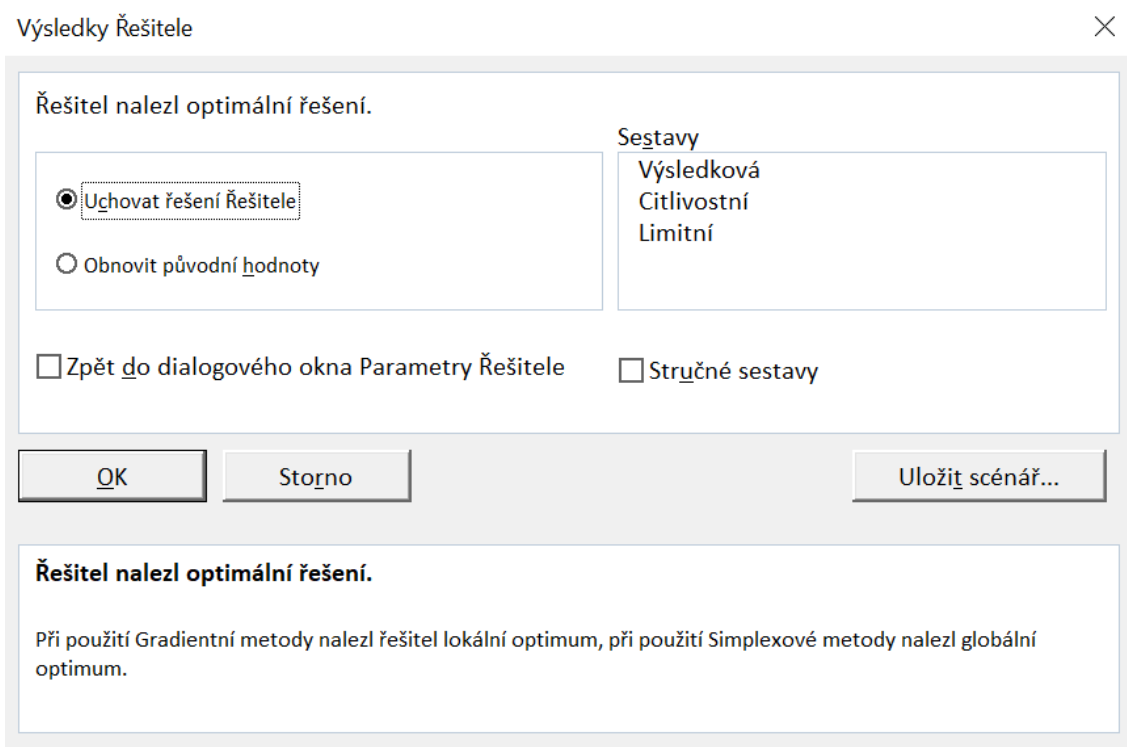 Výsledky Řešitele
Řešitel nalezl optimální řešení.
Uchovat řešení Řešitele
Obnovit původní hodnoty
Sestavy
Výsledková
Citlivostní
Limitní
Zpět do dialogového okna Parametry Řešitele
Stručné sestavy
OK
Storno
Uložit scénář...
Řešitel nalezl optimální řešení.
Při použití Gradientní metody nalezl řešitel lokální optimum, při použití Simplexové metody nalezl globální
optimum.